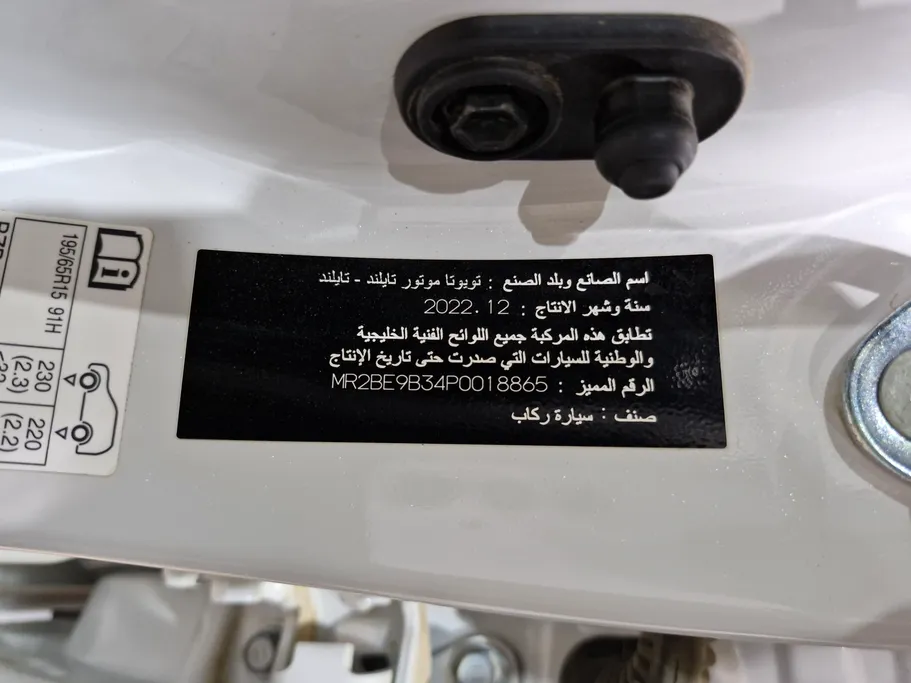 اسم الصانع وبلد الصنع : تويوتا موتور تايلند - تايلند
سنة وشهر الانتاج : 2022.12
تطابق هذه المركبة جميع اللوائح الفنية الخليجية
والوطنية للسيارات التي صدرت حتى تاريخ الإنتاج
الرقم المميز : MR2BE9B34P0018865
صنف : سيارة ركاب
195/65R15 91H
230
(2.3)
220
(2.2)